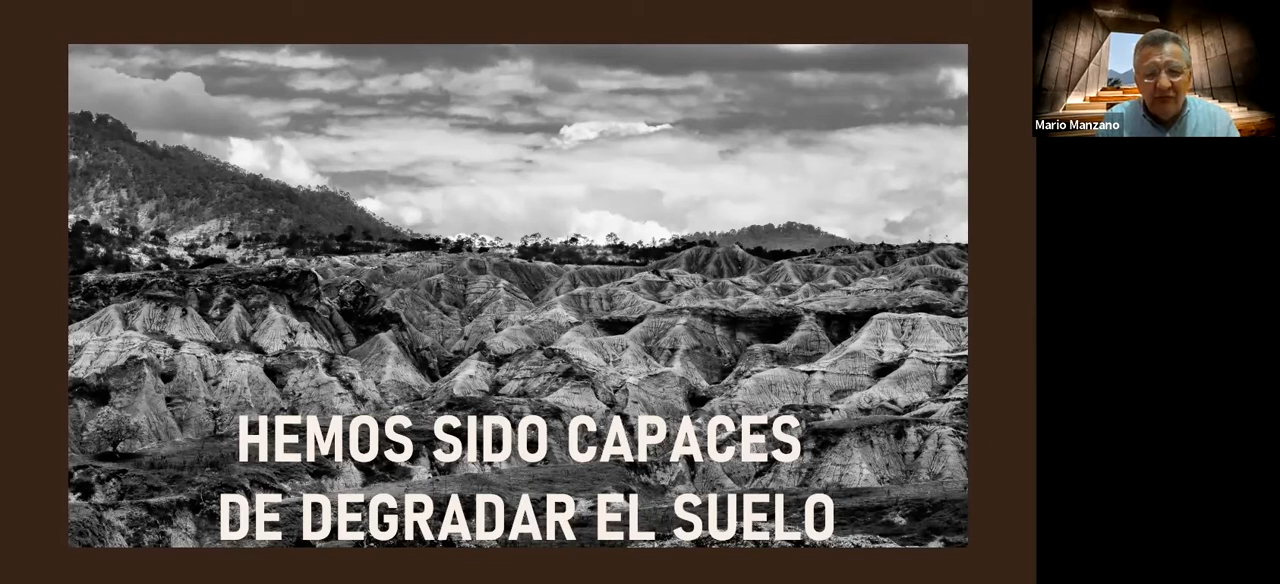 HEMOS SIDO CAPACES
DE DEGRADAR EL SUELO
Mario Manzano